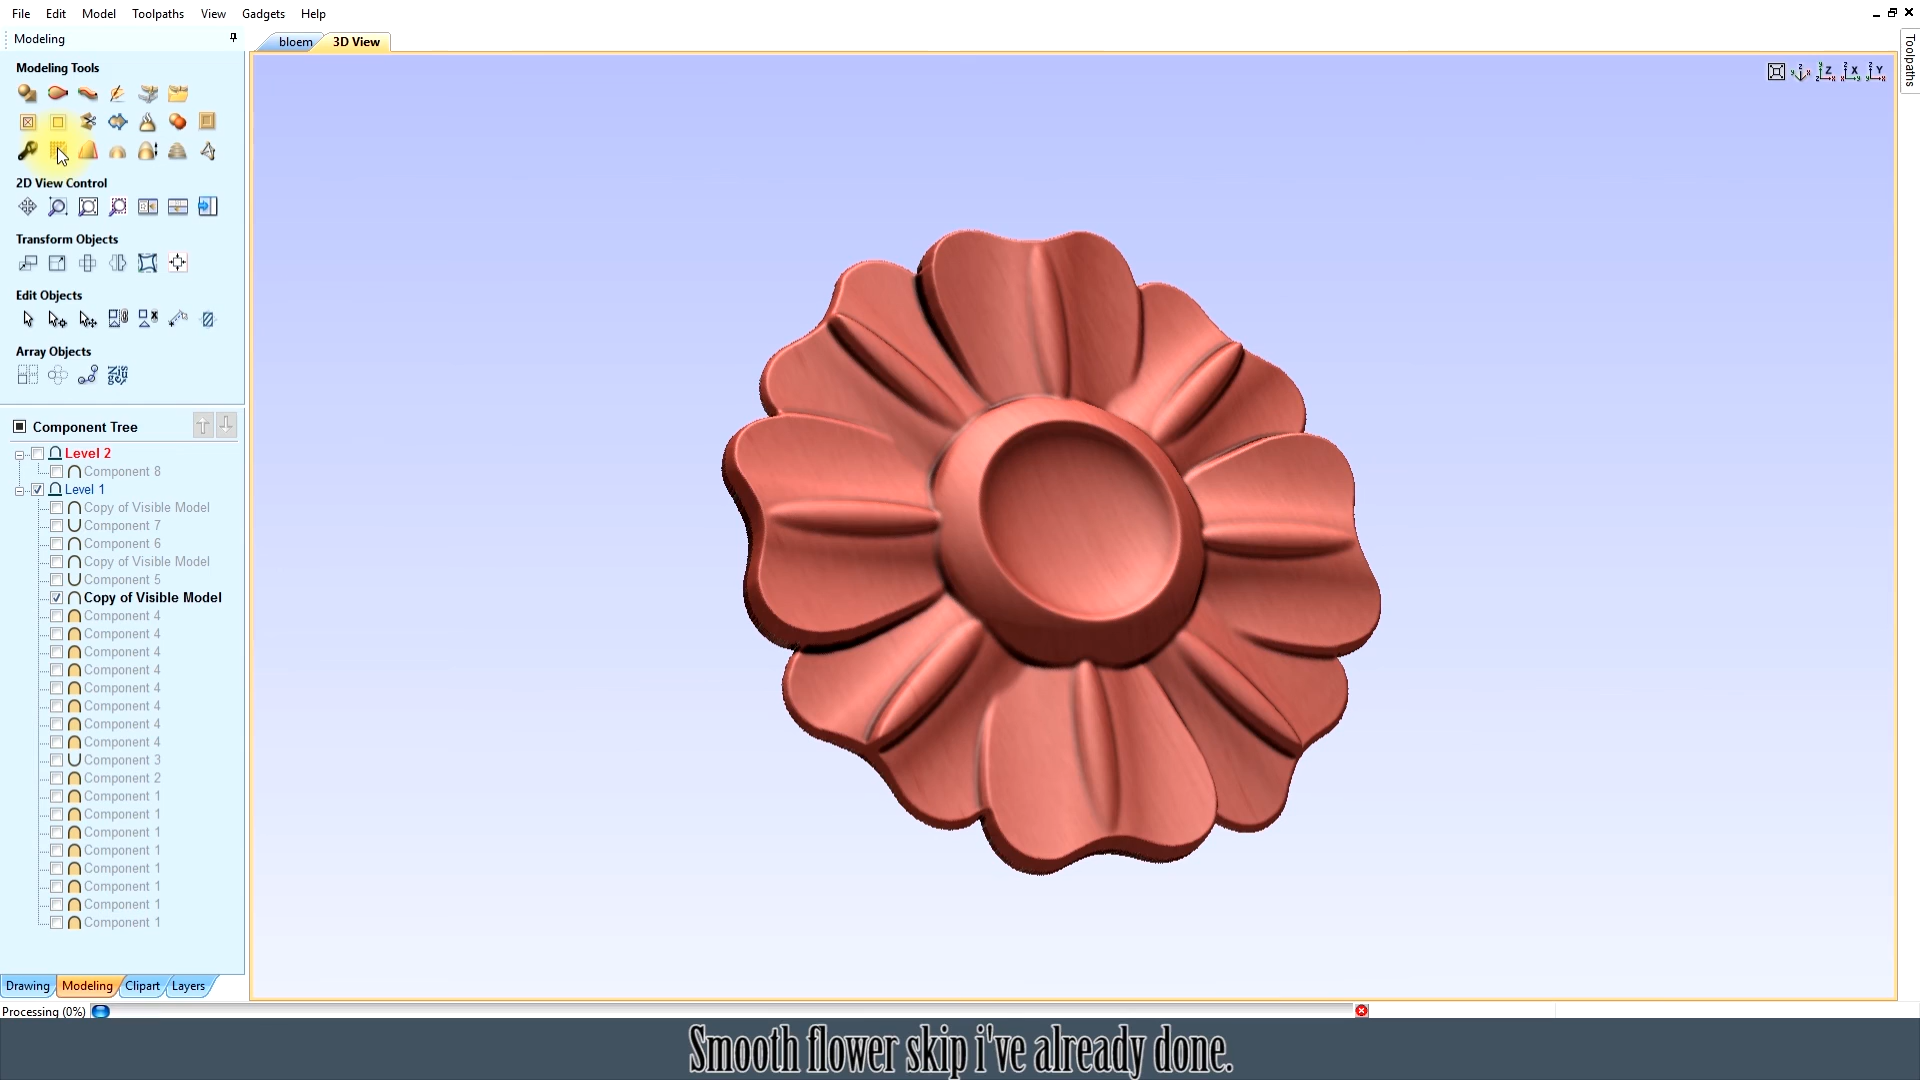 File Edit Model Toolpaths View Gadgets Help
Modeling
bloem 3D View
Toolpaths
Modeling Tools
2D View Control
Transform Objects
Edit Objects
Array Objects
Component Tree
Level 2
Component 8
Level 1
Copy of Visible Model
Component 7
Component 6
Copy of Visible Model
Component 5
Copy of Visible Model
Component 4
Component 4
Component 4
Component 4
Component 4
Component 4
Component 4
Component 4
Component 3
Component 2
Component 1
Component 1
Component 1
Component 1
Component 1
Component 1
Component 1
Component 1
Drawing Modeling Clipart Layers
Processing (0%)
Smooth flower skip i've already done.